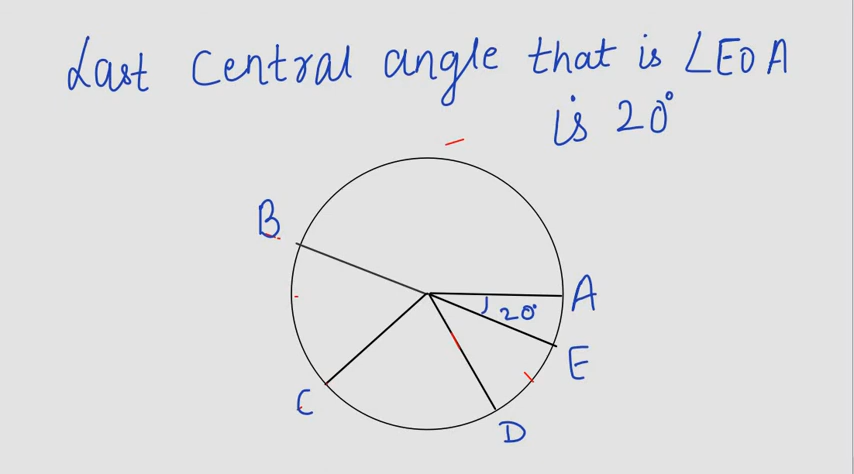 Last Central angle that is ∠EOA
is 20°
B
A
20°
E
C
D